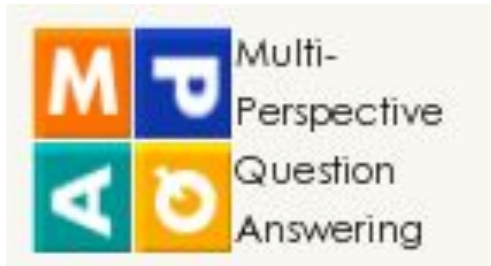 M P
A Q
Multi-
Perspective
Question
Answering